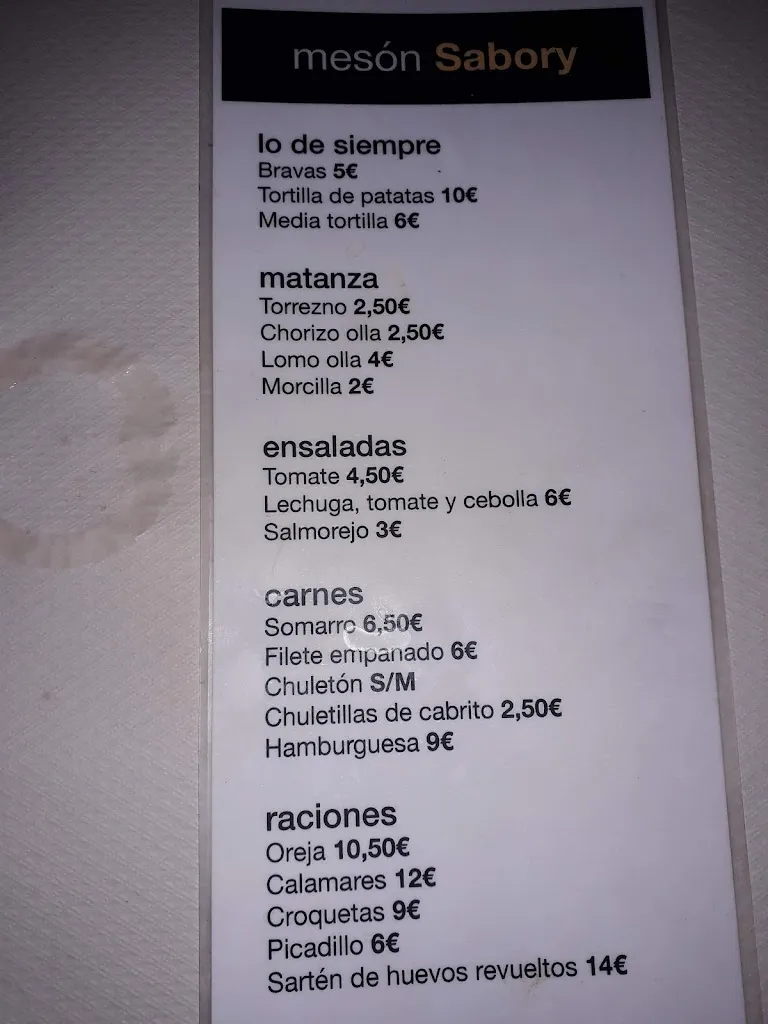 mesón Sabory
lo de siempre
Bravas 5€
Tortilla de patatas 10€
Media tortilla 6€
matanza
Torrezno 2,50€
Chorizo olla 2,50€
Lomo olla 4€
Morcilla 2€
ensaladas
Tomate 4,50€
Lechuga, tomate y cebolla 6€
Salmorejo 3€
carnes
Somarro 6,50€
Filete empanado 6€
Chuletón S/M
Chuletillas de cabrito 2,50€
Hamburguesa 9€
raciones
Oreja 10,50€
Calamares 12€
Croquetas 9€
Picadillo 6€
Sartén de huevos revueltos 14€